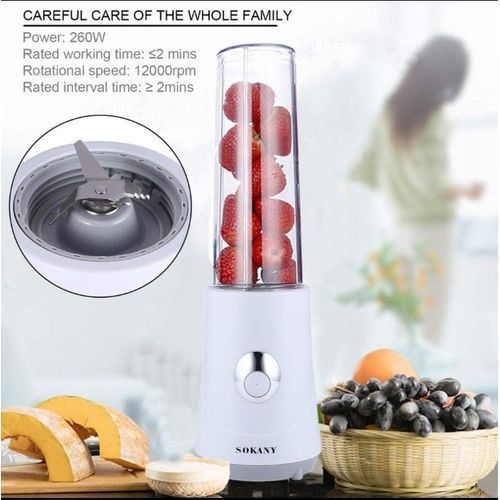 CAREFUL CARE OF THE WHOLE FAMILY
Power: 260W
Rated working time: ≤2 mins
Rotational speed: 12000rpm
Rated interval time: ≥ 2mins
SOKANY